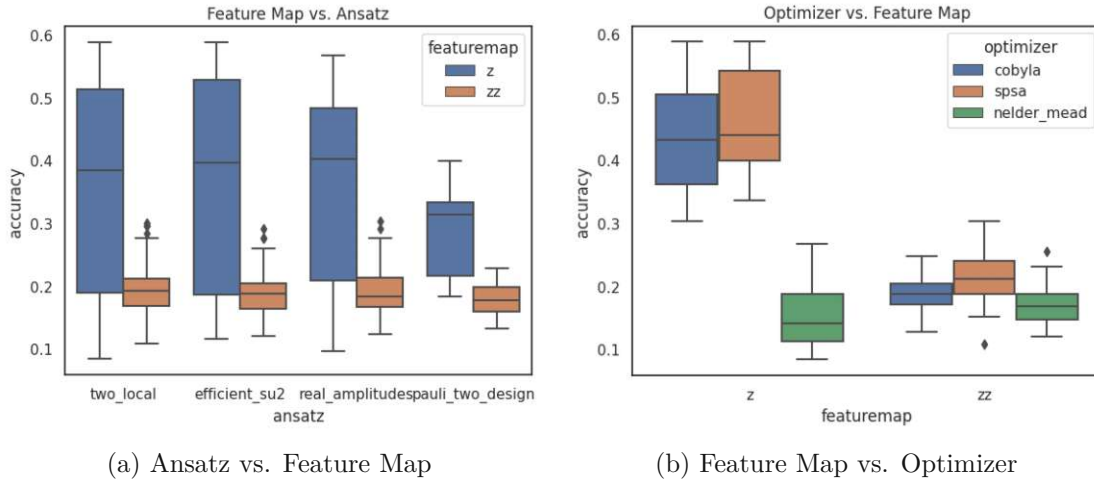 Feature Map vs. Ansatz
0.6
0.5
0.4
0.3
0.2
0.1
accuracy
featuremap
z
zz
two_local
efficient_su2
real_amplitudes
pauli_two_design
ansatz
(a) Ansatz vs. Feature Map
Optimizer vs. Feature Map
0.6
0.5
0.4
0.3
0.2
0.1
accuracy
optimizer
cobyla
spsa
nelder_mead
z
zz
featuremap
(b) Feature Map vs. Optimizer